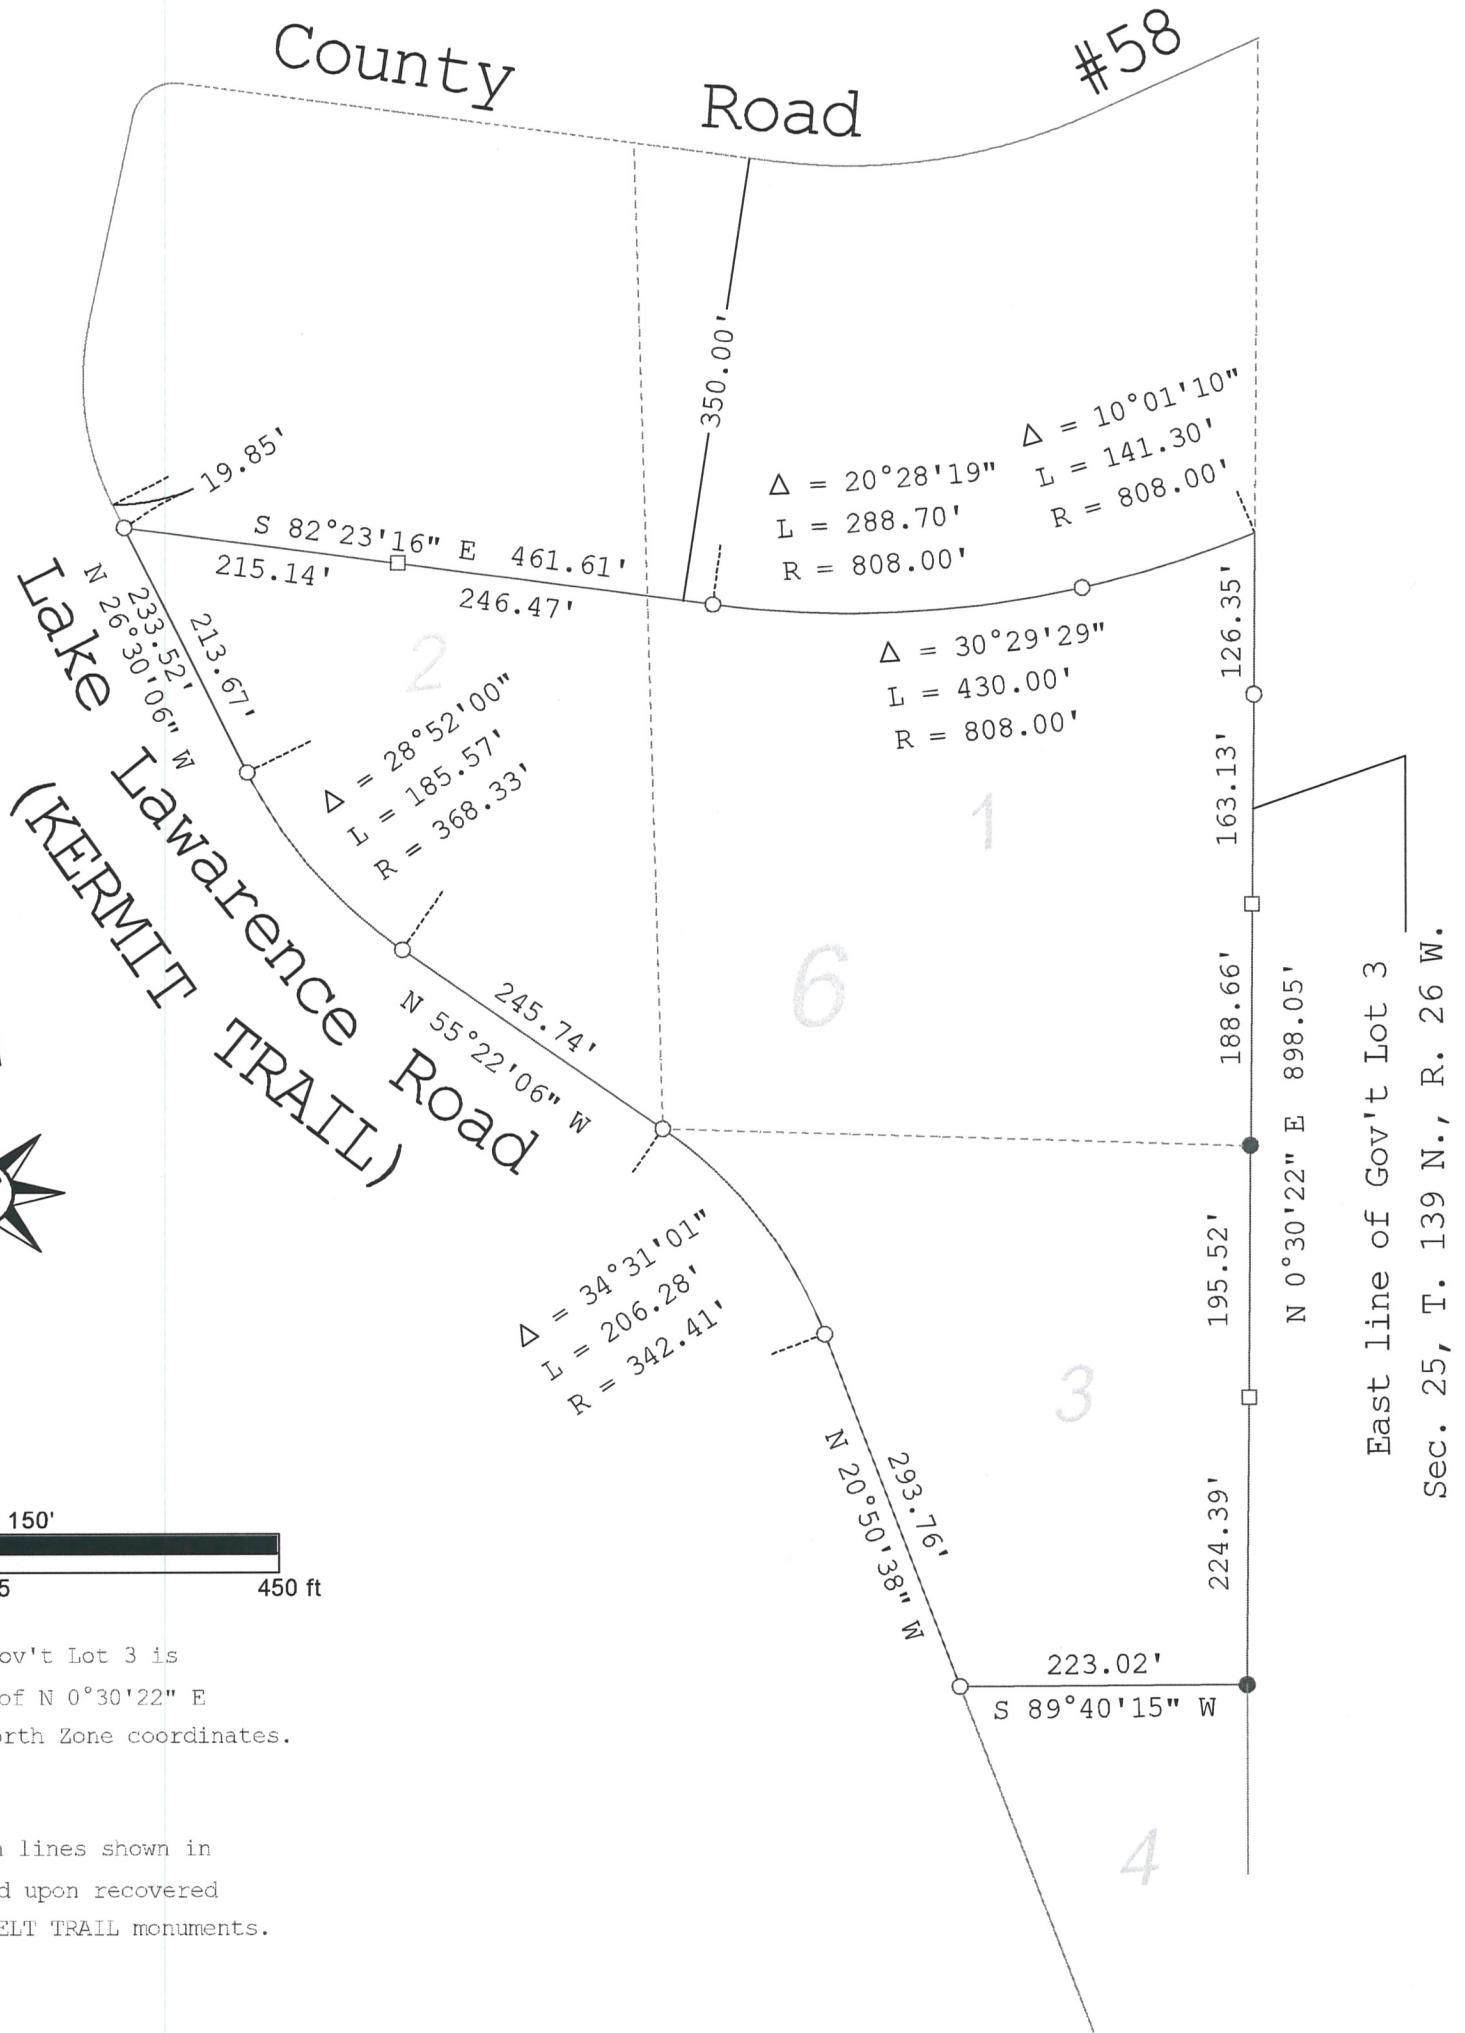 County Road #58
350.00'
19.85'
S 82°23'16" E 461.61'
215.14'
246.47'
Δ = 20°28'19"
L = 288.70'
R = 808.00'
Δ = 10°01'10"
L = 141.30'
R = 808.00'
Δ = 30°29'29"
L = 430.00'
R = 808.00'
126.35'
163.13'
188.66'
N 0°30'22" E 898.05'
195.52'
224.39'
East line of Gov't Lot 3
Sec. 25, T. 139 N., R. 26 W.
213.67'
233.52'
N 26°30'06" W
Δ = 28°52'00"
L = 185.57'
R = 368.33'
2
1
6
3
4
Lake Lawarence Road
(KERMIT TRAIL)
245.74'
N 55°22'06" W
Δ = 34°31'01"
L = 206.28'
R = 342.41'
293.76'
N 20°50'38" W
223.02'
S 89°40'15" W
150'
5
450 ft
ov't Lot 3 is
of N 0°30'22" E
orth Zone coordinates.
n lines shown in
d upon recovered
ELT TRAIL monuments.